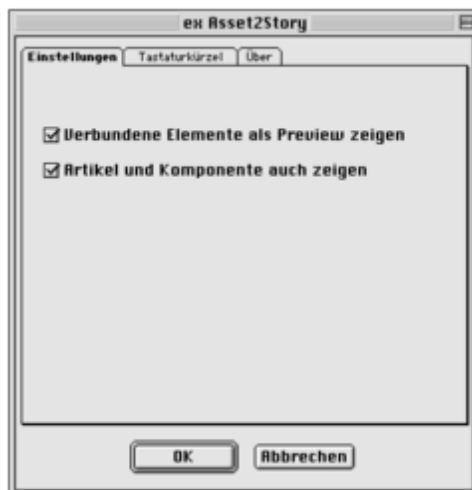 ex Asset2Story
Einstellungen Tastaturkürzel Über
Verbundene Elemente als Preview zeigen
Artikel und Komponente auch zeigen
OK Abbrechen